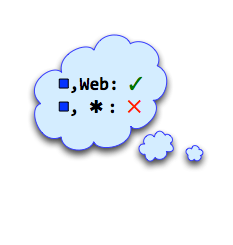 ■,Web: ✓
■, ✱ : ✕